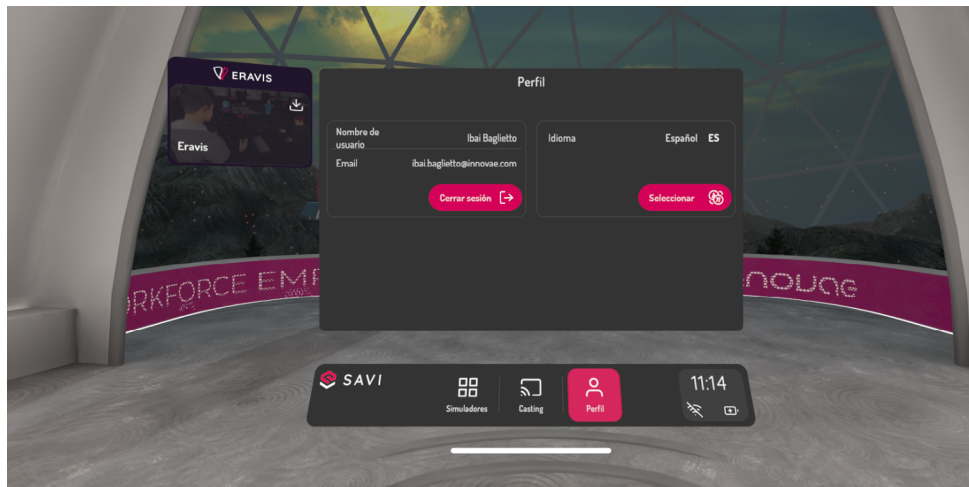 ERAVIS
Eravis
Perfil
Nombre de
usuario
Ibai Baglietto
Email
ibai.baglietto@innovae.com
Cerrar sesión
Idioma
Español ES
Seleccionar
RKFORCE EMP
INNOVAE
SAVI
Simuladores
Casting
Perfil
11:14